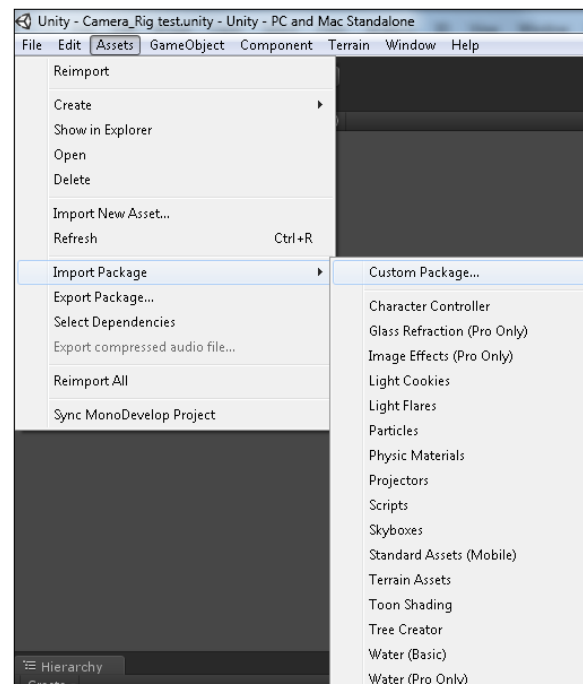 Unity - Camera_Rig test.unity - Unity - PC and Mac Standalone
File Edit Assets GameObject Component Terrain Window Help
Reimport
Create
Show in Explorer
Open
Delete
Import New Asset...
Refresh Ctrl+R
Import Package
Export Package...
Select Dependencies
Export compressed audio file...
Reimport All
Sync MonoDevelop Project
Custom Package...
Character Controller
Glass Refraction (Pro Only)
Image Effects (Pro Only)
Light Cookies
Light Flares
Particles
Physic Materials
Projectors
Scripts
Skyboxes
Standard Assets (Mobile)
Terrain Assets
Toon Shading
Tree Creator
Water (Basic)
Water (Pro Only)
Hierarchy
Create